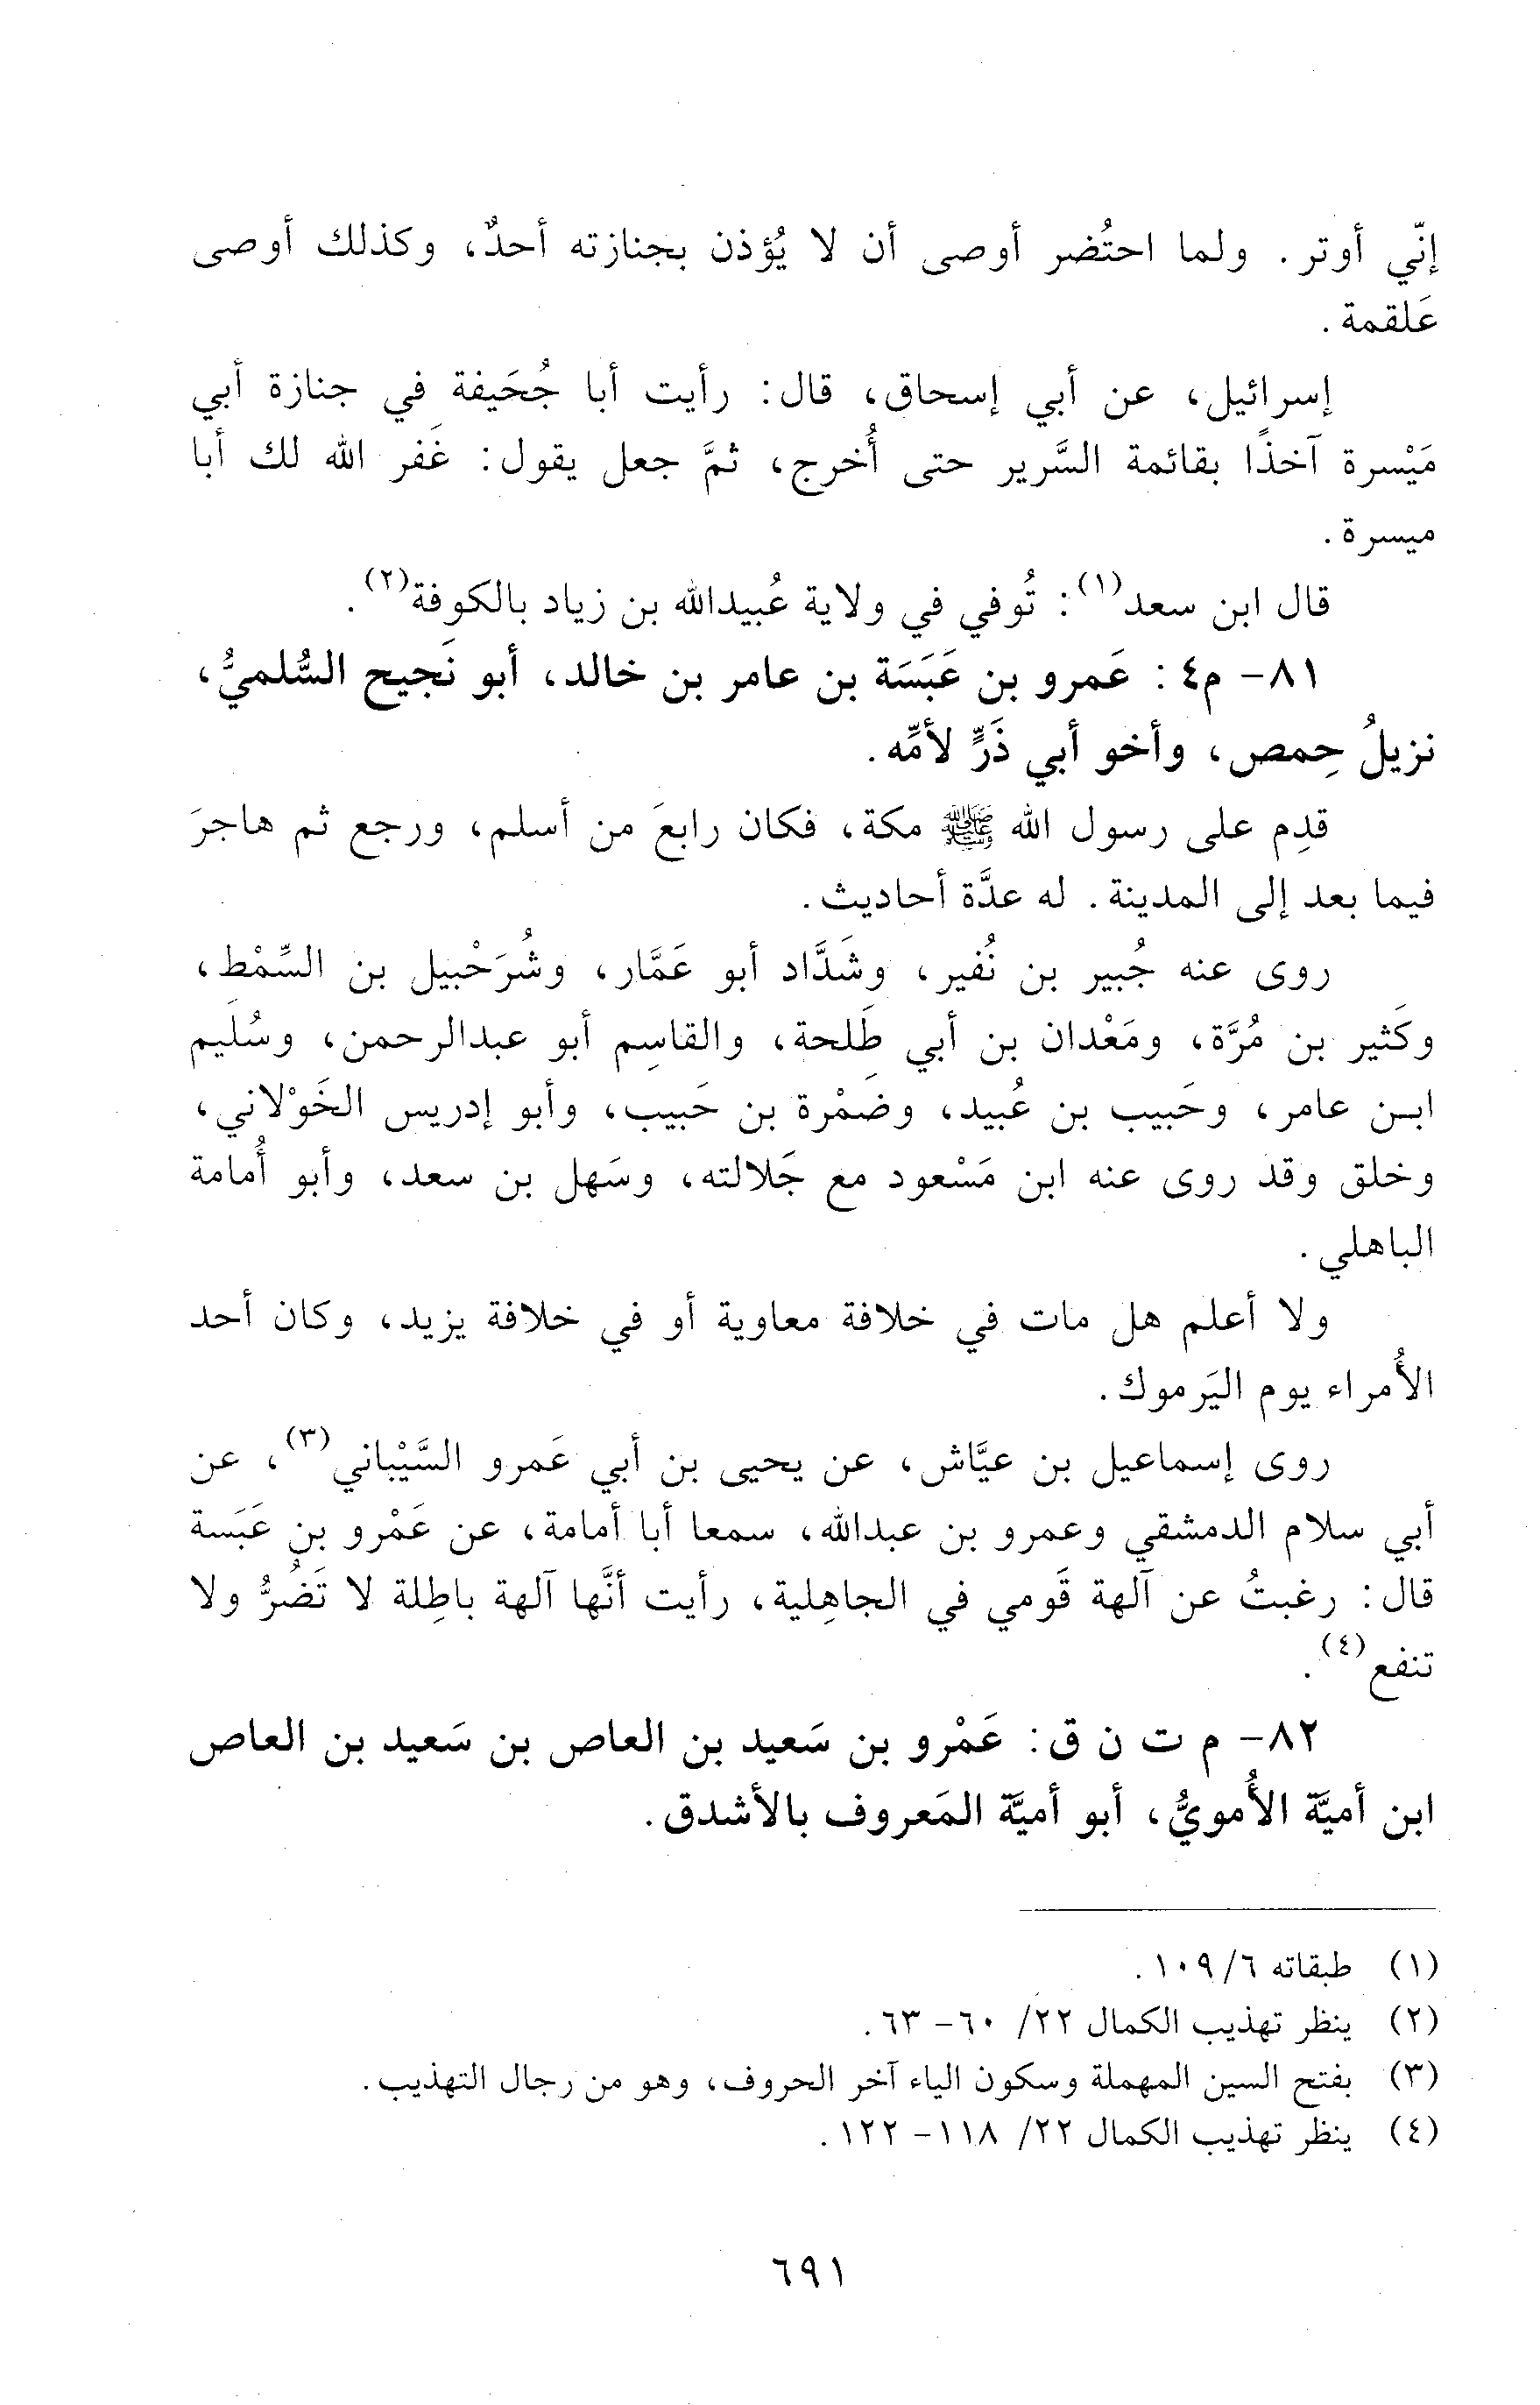 إنّي أوتر. ولما احتُضر أوصى أن لا يُؤذن بجنازته أحدٌ، وكذلك أوصى
عَلقمة.
إسرائيل، عن أبي إسحاق، قال: رأيت أبا جُحَيفة في جنازة أبي
مَيْسرة آخذًا بقائمة السَّرير حتى أُخرج، ثمَّ جعل يقول: غَفر الله لك أبا
ميسرة.
قال ابن سعد(١): تُوفي في ولاية عُبيدالله بن زياد بالكوفة(٢).
٨١- م٤: عَمرو بن عَبَسَة بن عامر بن خالد، أبو نَجيح السُّلميُّ،
نزيلُ حِمص، وأخو أبي ذَرٍّ لأمِّه.
قدِم على رسول الله ﷺ مكة، فكان رابعَ من أسلم، ورجع ثم هاجرَ
فيما بعد إلى المدينة. له عدَّة أحاديث.
روى عنه جُبير بن نُفير، وشَدَّاد أبو عَمَّار، وشُرَحْبيل بن السِّمْط،
وكَثير بن مُرَّة، ومَعْدان بن أبي طَلحة، والقاسِم أبو عبدالرحمن، وسُلَيم
ابـن عامر، وحَبيب بن عُبيد، وضَمْرة بن حَبيب، وأبو إدريس الخَوْلاني،
وخلق وقد روى عنه ابن مَسْعود مع جَلالته، وسَهل بن سعد، وأبو أُمامة
الباهلي.
ولا أعلم هل مات في خلافة معاوية أو في خلافة يزيد، وكان أحد
الأُمراء يوم اليَرموك.
روى إسماعيل بن عيَّاش، عن يحيى بن أبي عَمرو السَّيْباني(٣)، عن
أبي سلام الدمشقي وعمرو بن عبدالله، سمعا أبا أمامة، عن عَمْرو بن عَبَسة
قال: رغبتُ عن آلهة قَومي في الجاهِلية، رأيت أنَّها آلهة باطِلة لا تَضُرُّ ولا
تنفع(٤).
٨٢- م ت ن ق: عَمْرو بن سَعيد بن العاص بن سَعيد بن العاص
ابن أميَّة الأُمويُّ، أبو أميَّة المَعروف بالأشدق.
(١) طبقاته ٦/ ١٠٩.
(٢) ينظر تهذيب الكمال ٢٢/ ٦٠- ٦٣.
(٣) بفتح السين المهملة وسكون الياء آخر الحروف، وهو من رجال التهذيب.
(٤) ينظر تهذيب الكمال ٢٢/ ١١٨- ١٢٢.
٦٩١